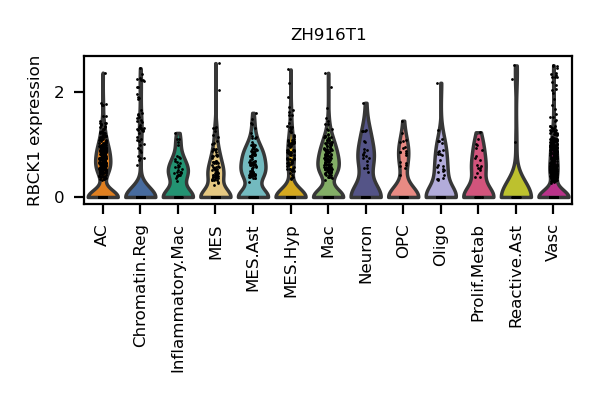 ZH916T1
RBCK1 expression
2
0
AC
Chromatin.Reg
Inflammatory.Mac
MES
MES.Ast
MES.Hyp
Mac
Neuron
OPC
Oligo
Prolif.Metab
Reactive.Ast
Vasc